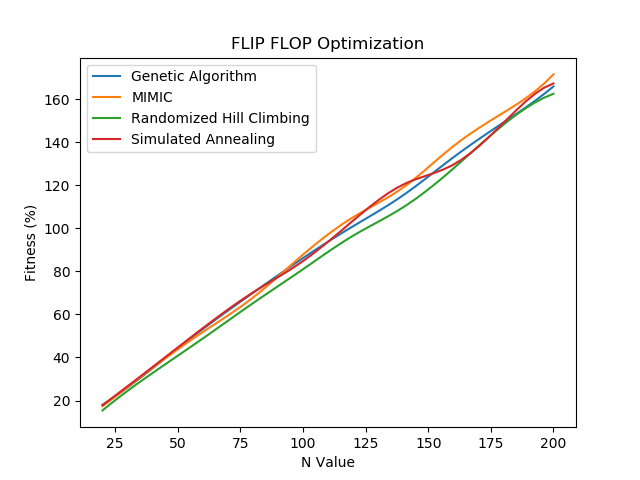 FLIP FLOP Optimization
Genetic Algorithm
MIMIC
Randomized Hill Climbing
Simulated Annealing
Fitness (%)
160
140
120
100
80
60
40
20
25
50
75
100
125
150
175
200
N Value